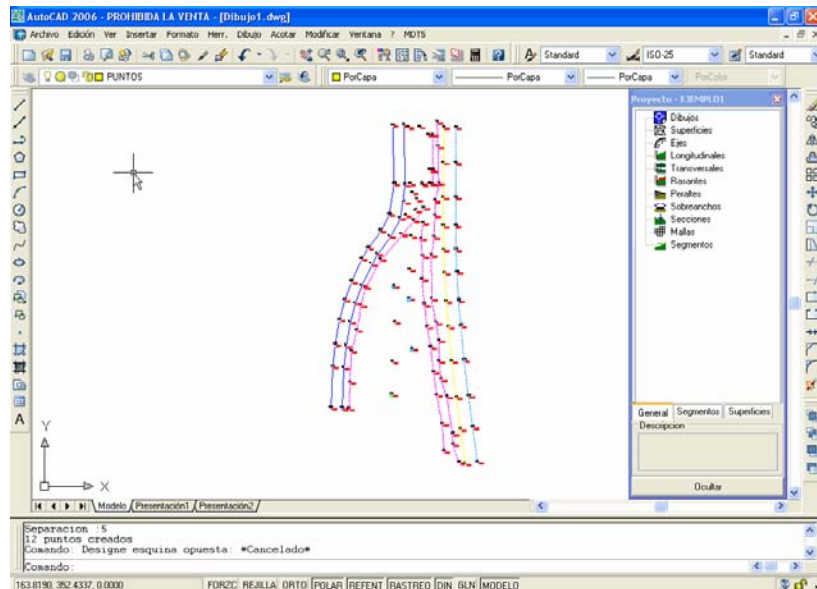 AutoCAD 2006 - PROHIBIDA LA VENTA - [Dibujo1.dwg]
Archivo Edición Ver Insertar Formato Herr. Dibujo Acotar Modificar Ventana ? MDT5
Standard ISO-25 Standard
PUNTOS PorCapa PorCapa PorCapa PorColor
Proyecto - EJEMPLO1
Dibujos
Superficies
Ejes
Longitudinales
Transversales
Rasantes
Peraltes
Sobreanchos
Secciones
Mallas
Segmentos
General Segmentos Superficies
Descripcion
Ocultar
Y
X
Modelo Presentación1 Presentación2
Separacion :5
12 puntos creados
Comando: Designe esquina opuesta: *Cancelado*
Comando:
163.8190, 352.4337, 0.0000 FORZC REJILLA ORTO POLAR REFENT RASTREO DIN GLN MODELO